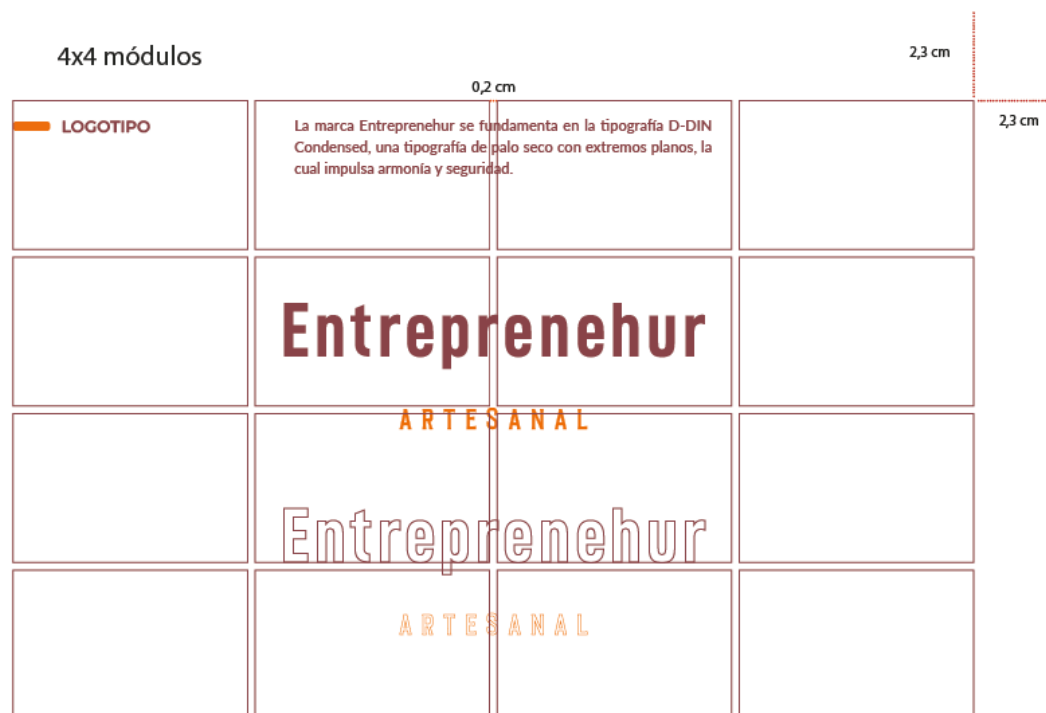 4x4 módulos
2,3 cm
0,2 cm
2,3 cm
LOGOTIPO
La marca Entreprenehur se fundamenta en la tipografía D-DIN
Condensed, una tipografía de palo seco con extremos planos, la
cual impulsa armonía y seguridad.
Entreprenehur
ARTESANAL
Entreprenehur
ARTESANAL